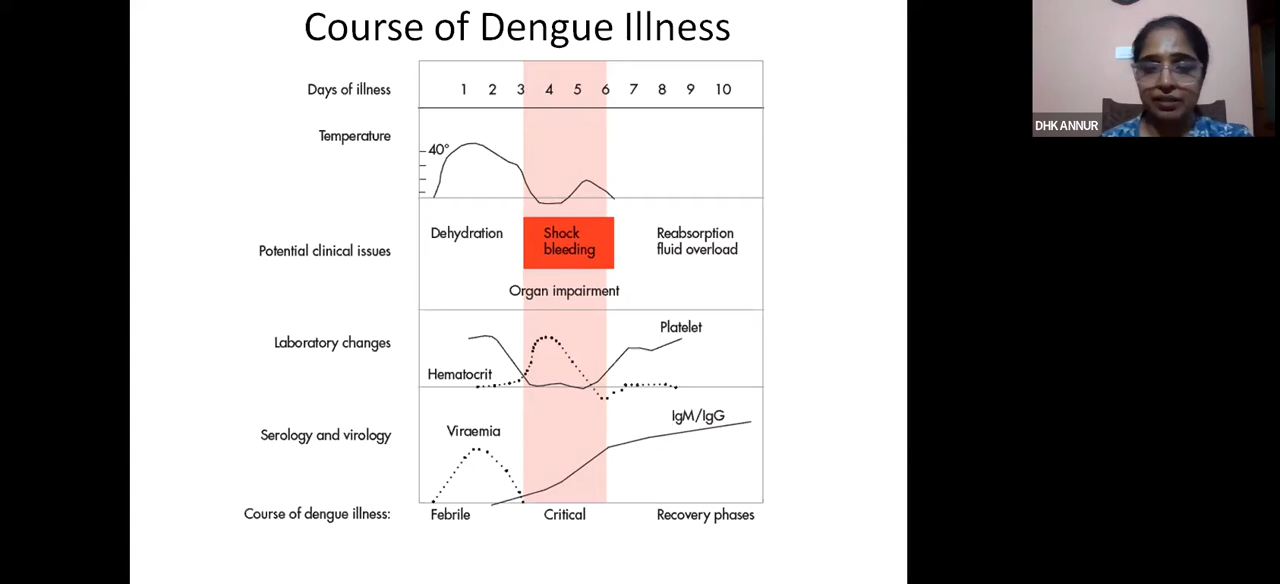 Course of Dengue Illness
Days of illness 1 2 3 4 5 6 7 8 9 10
Temperature
40°
Dehydration
Shock
bleeding
Reabsorption
fluid overload
Potential clinical issues
Organ impairment
Laboratory changes
Platelet
Hematocrit
Serology and virology
Viraemia
IgM/IgG
Course of dengue illness: Febrile Critical Recovery phases
DHKANNUR